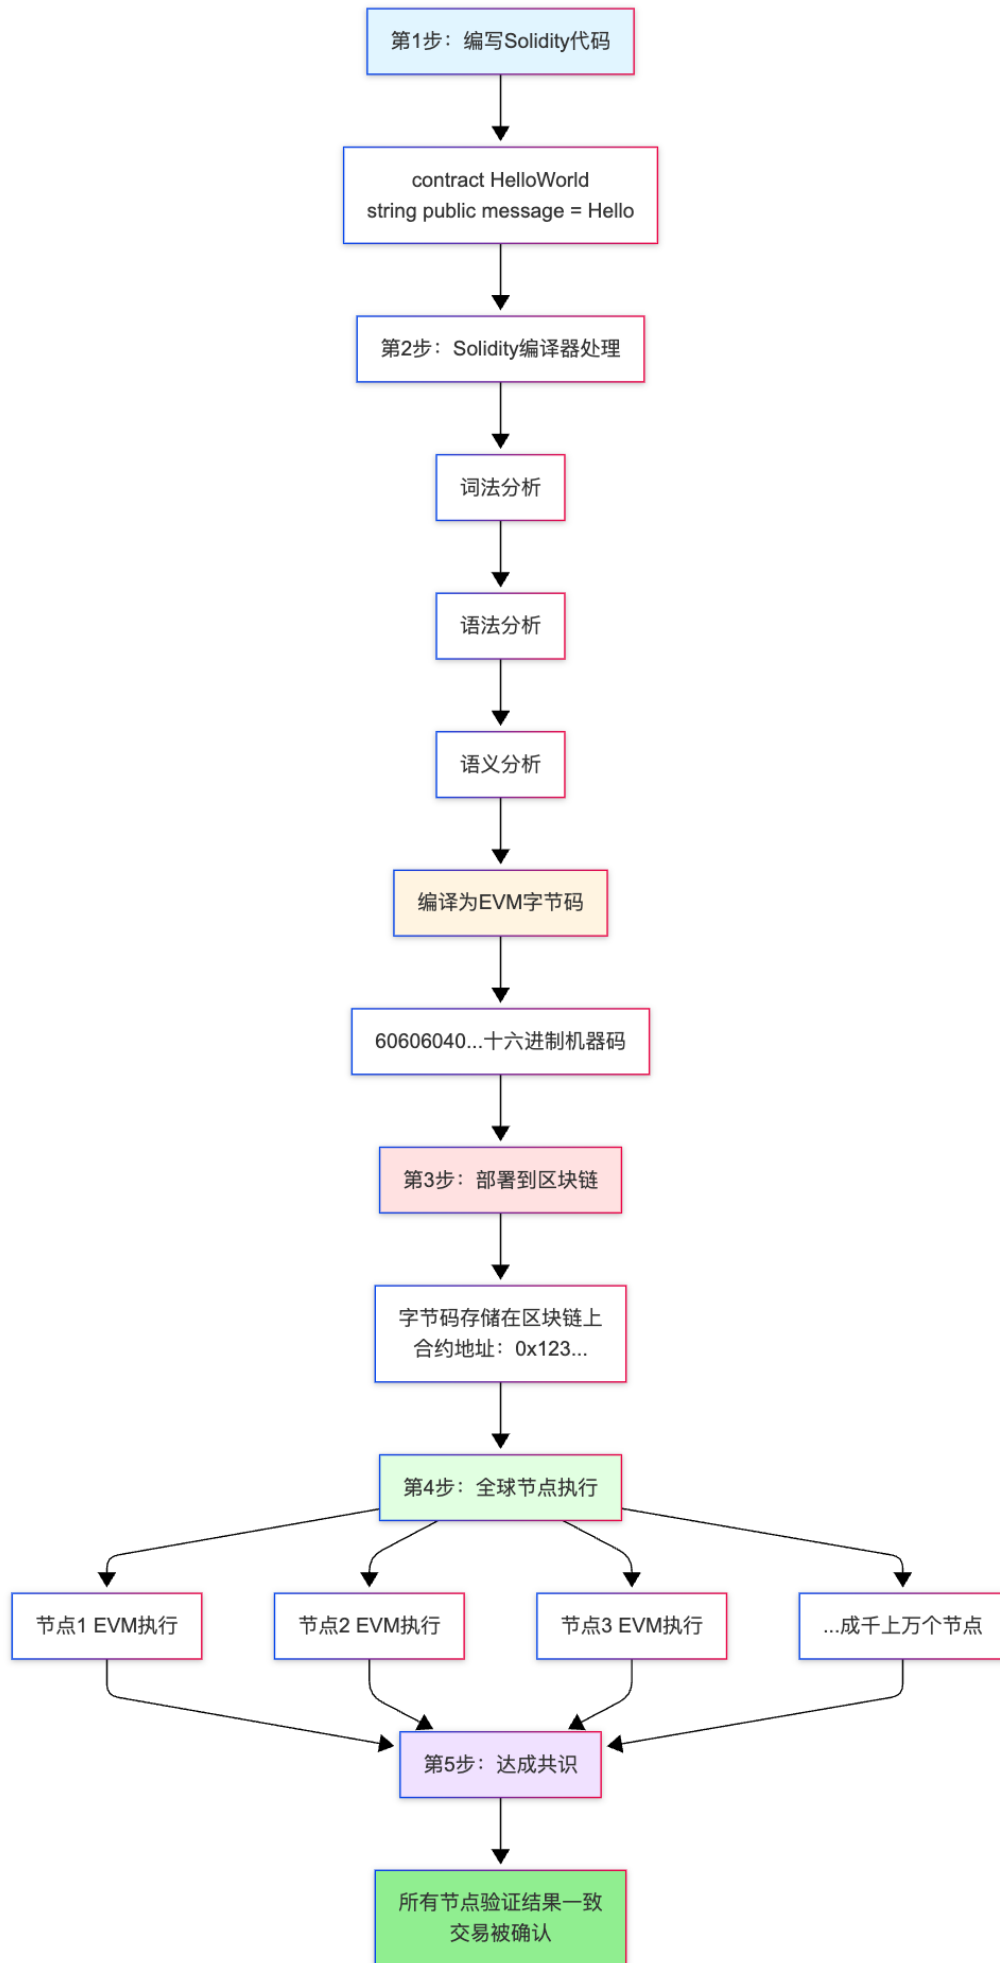 第1步：编写Solidity代码
contract HelloWorld
string public message = Hello
第2步：Solidity编译器处理
词法分析
语法分析
语义分析
编译为EVM字节码
60606040...十六进制机器码
第3步：部署到区块链
字节码存储在区块链上
合约地址：0x123...
第4步：全球节点执行
节点1 EVM执行
节点2 EVM执行
节点3 EVM执行
...成千上万个节点
第5步：达成共识
所有节点验证结果一致
交易被确认